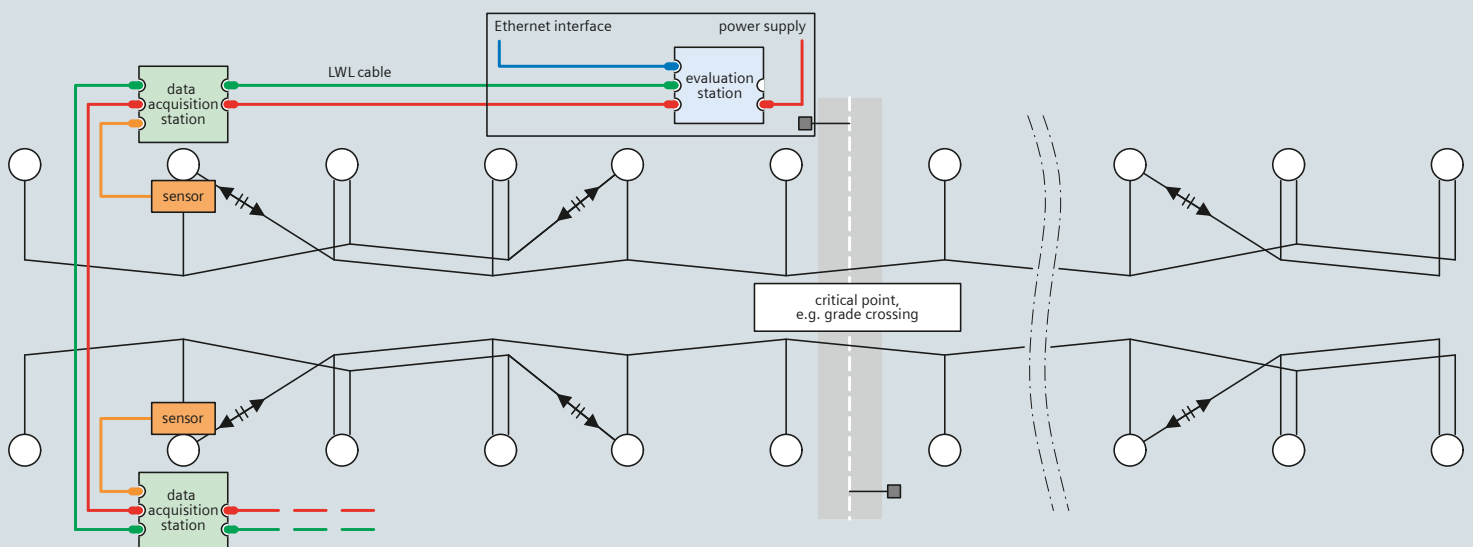 Ethernet interface
power supply
LWL cable
data
acquisition
station
evaluation
station
sensor
critical point,
e.g. grade crossing
sensor
data
acquisition
station